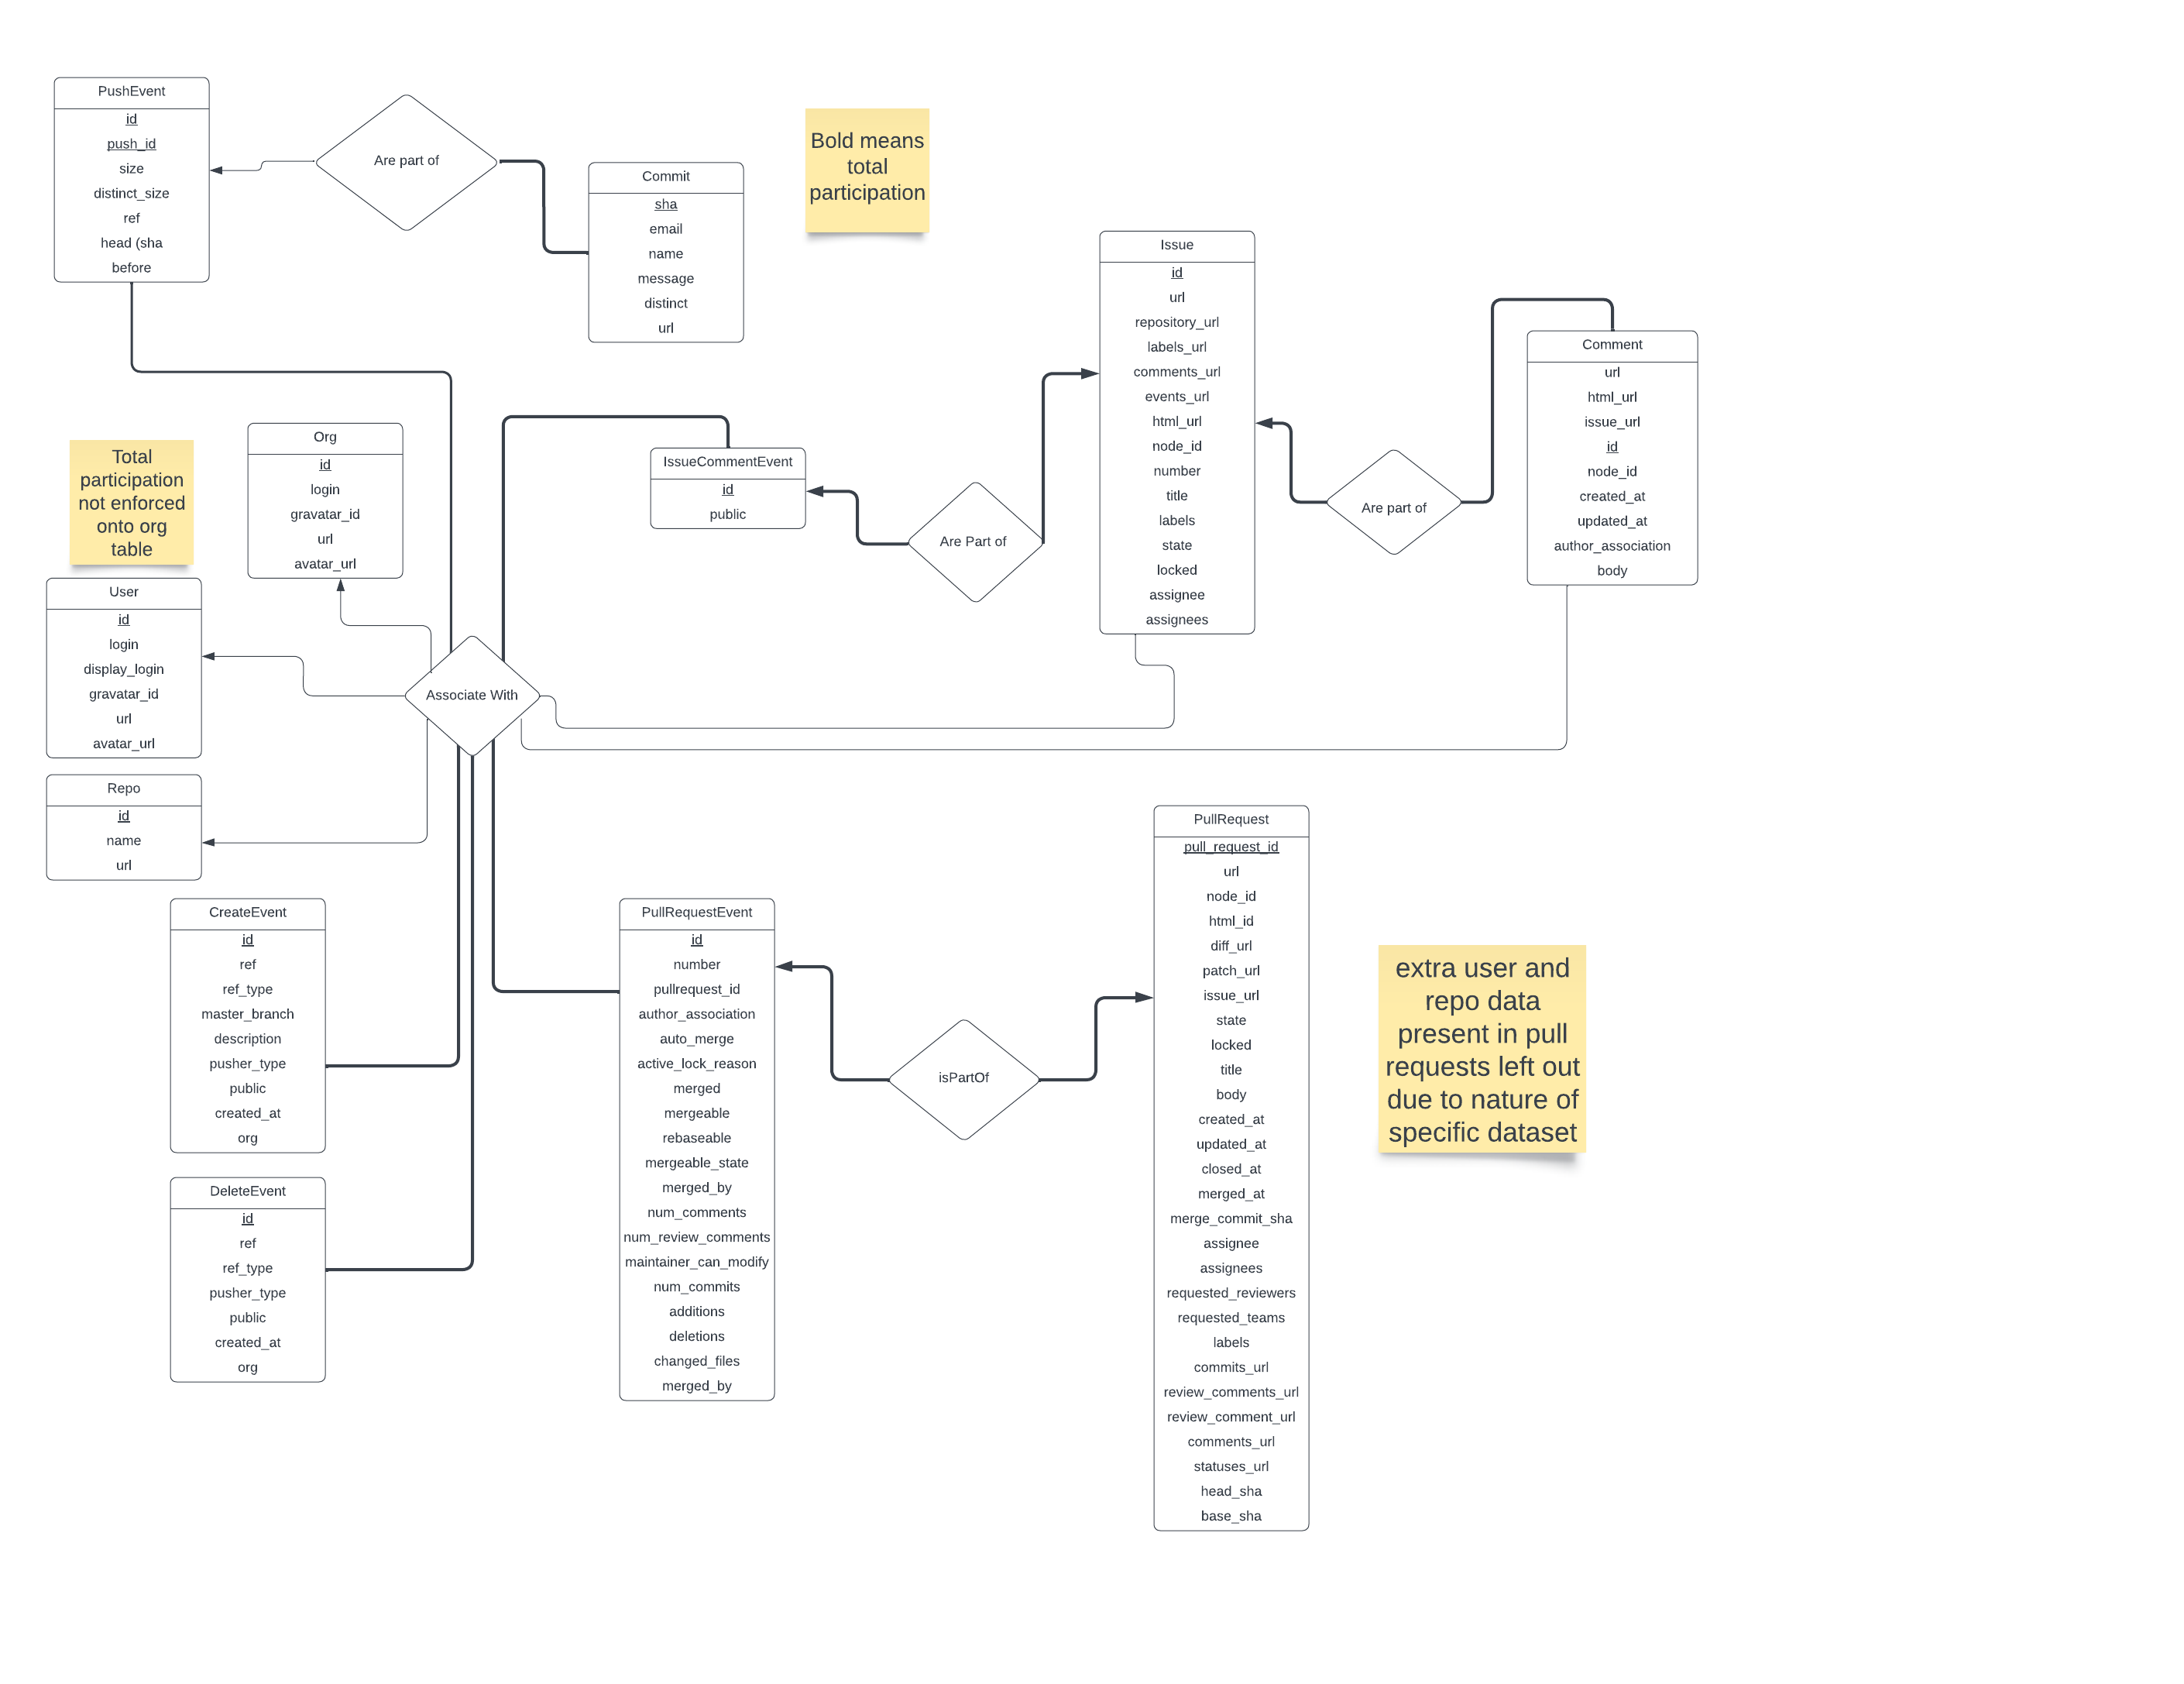 PushEvent
id
push_id
size
distinct_size
ref
head (sha
before
Are part of
Commit
sha
email
name
message
distinct
url
Bold means
total
participation
Issue
id
url
repository_url
labels_url
comments_url
events_url
html_url
node_id
number
title
labels
state
locked
assignee
assignees
Comment
url
html_url
issue_url
id
node_id
created_at
updated_at
author_association
body
Are part of
Total
participation
not enforced
onto org
table
Org
id
login
gravatar_id
url
avatar_url
IssueCommentEvent
id
public
Are Part of
User
id
login
display_login
gravatar_id
url
avatar_url
Associate With
Repo
id
name
url
CreateEvent
id
ref
ref_type
master_branch
description
pusher_type
public
created_at
org
DeleteEvent
id
ref
ref_type
pusher_type
public
created_at
org
PullRequestEvent
id
number
pullrequest_id
author_association
auto_merge
active_lock_reason
merged
mergeable
rebaseable
mergeable_state
merged_by
num_comments
num_review_comments
maintainer_can_modify
num_commits
additions
deletions
changed_files
merged_by
isPartOf
PullRequest
pull_request_id
url
node_id
html_id
diff_url
patch_url
issue_url
state
locked
title
body
created_at
updated_at
closed_at
merged_at
merge_commit_sha
assignee
assignees
requested_reviewers
requested_teams
labels
commits_url
review_comments_url
review_comment_url
comments_url
statuses_url
head_sha
base_sha
extra user and
repo data
present in pull
requests left out
due to nature of
specific dataset